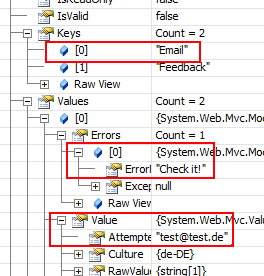 IsReadOnly false
IsValid false
Keys Count = 2
[0] "Email"
[1] "Feedback"
Raw View
Values Count = 2
[0] {System.Web.Mvc.Mod
Errors Count = 1
[0] {System.Web.Mvc.Mod
Errorl "Check it!"
Excep null
Raw View
Value {System.Web.Mvc.Valu
Attempte "test@test.de"
Culture {de-DE}
RawValue {string[1]}